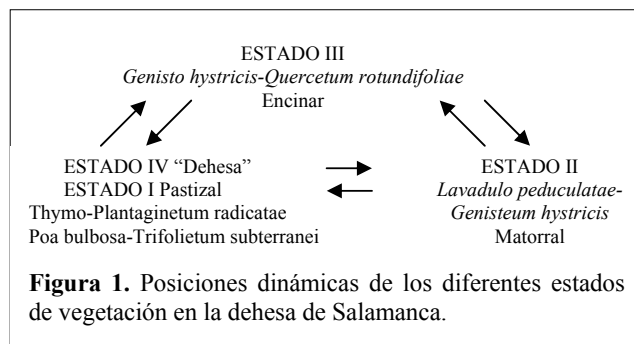 ESTADO III
Genisto hystricis-Quercetum rotundifoliae
Encinar
ESTADO IV “Dehesa”
ESTADO I Pastizal
Thymo-Plantaginetum radicatae
Poa bulbosa-Trifolietum subterranei
ESTADO II
Lavadulo peduculatae-
Genisteum hystricis
Matorral
Figura 1. Posiciones dinámicas de los diferentes estados
de vegetación en la dehesa de Salamanca.